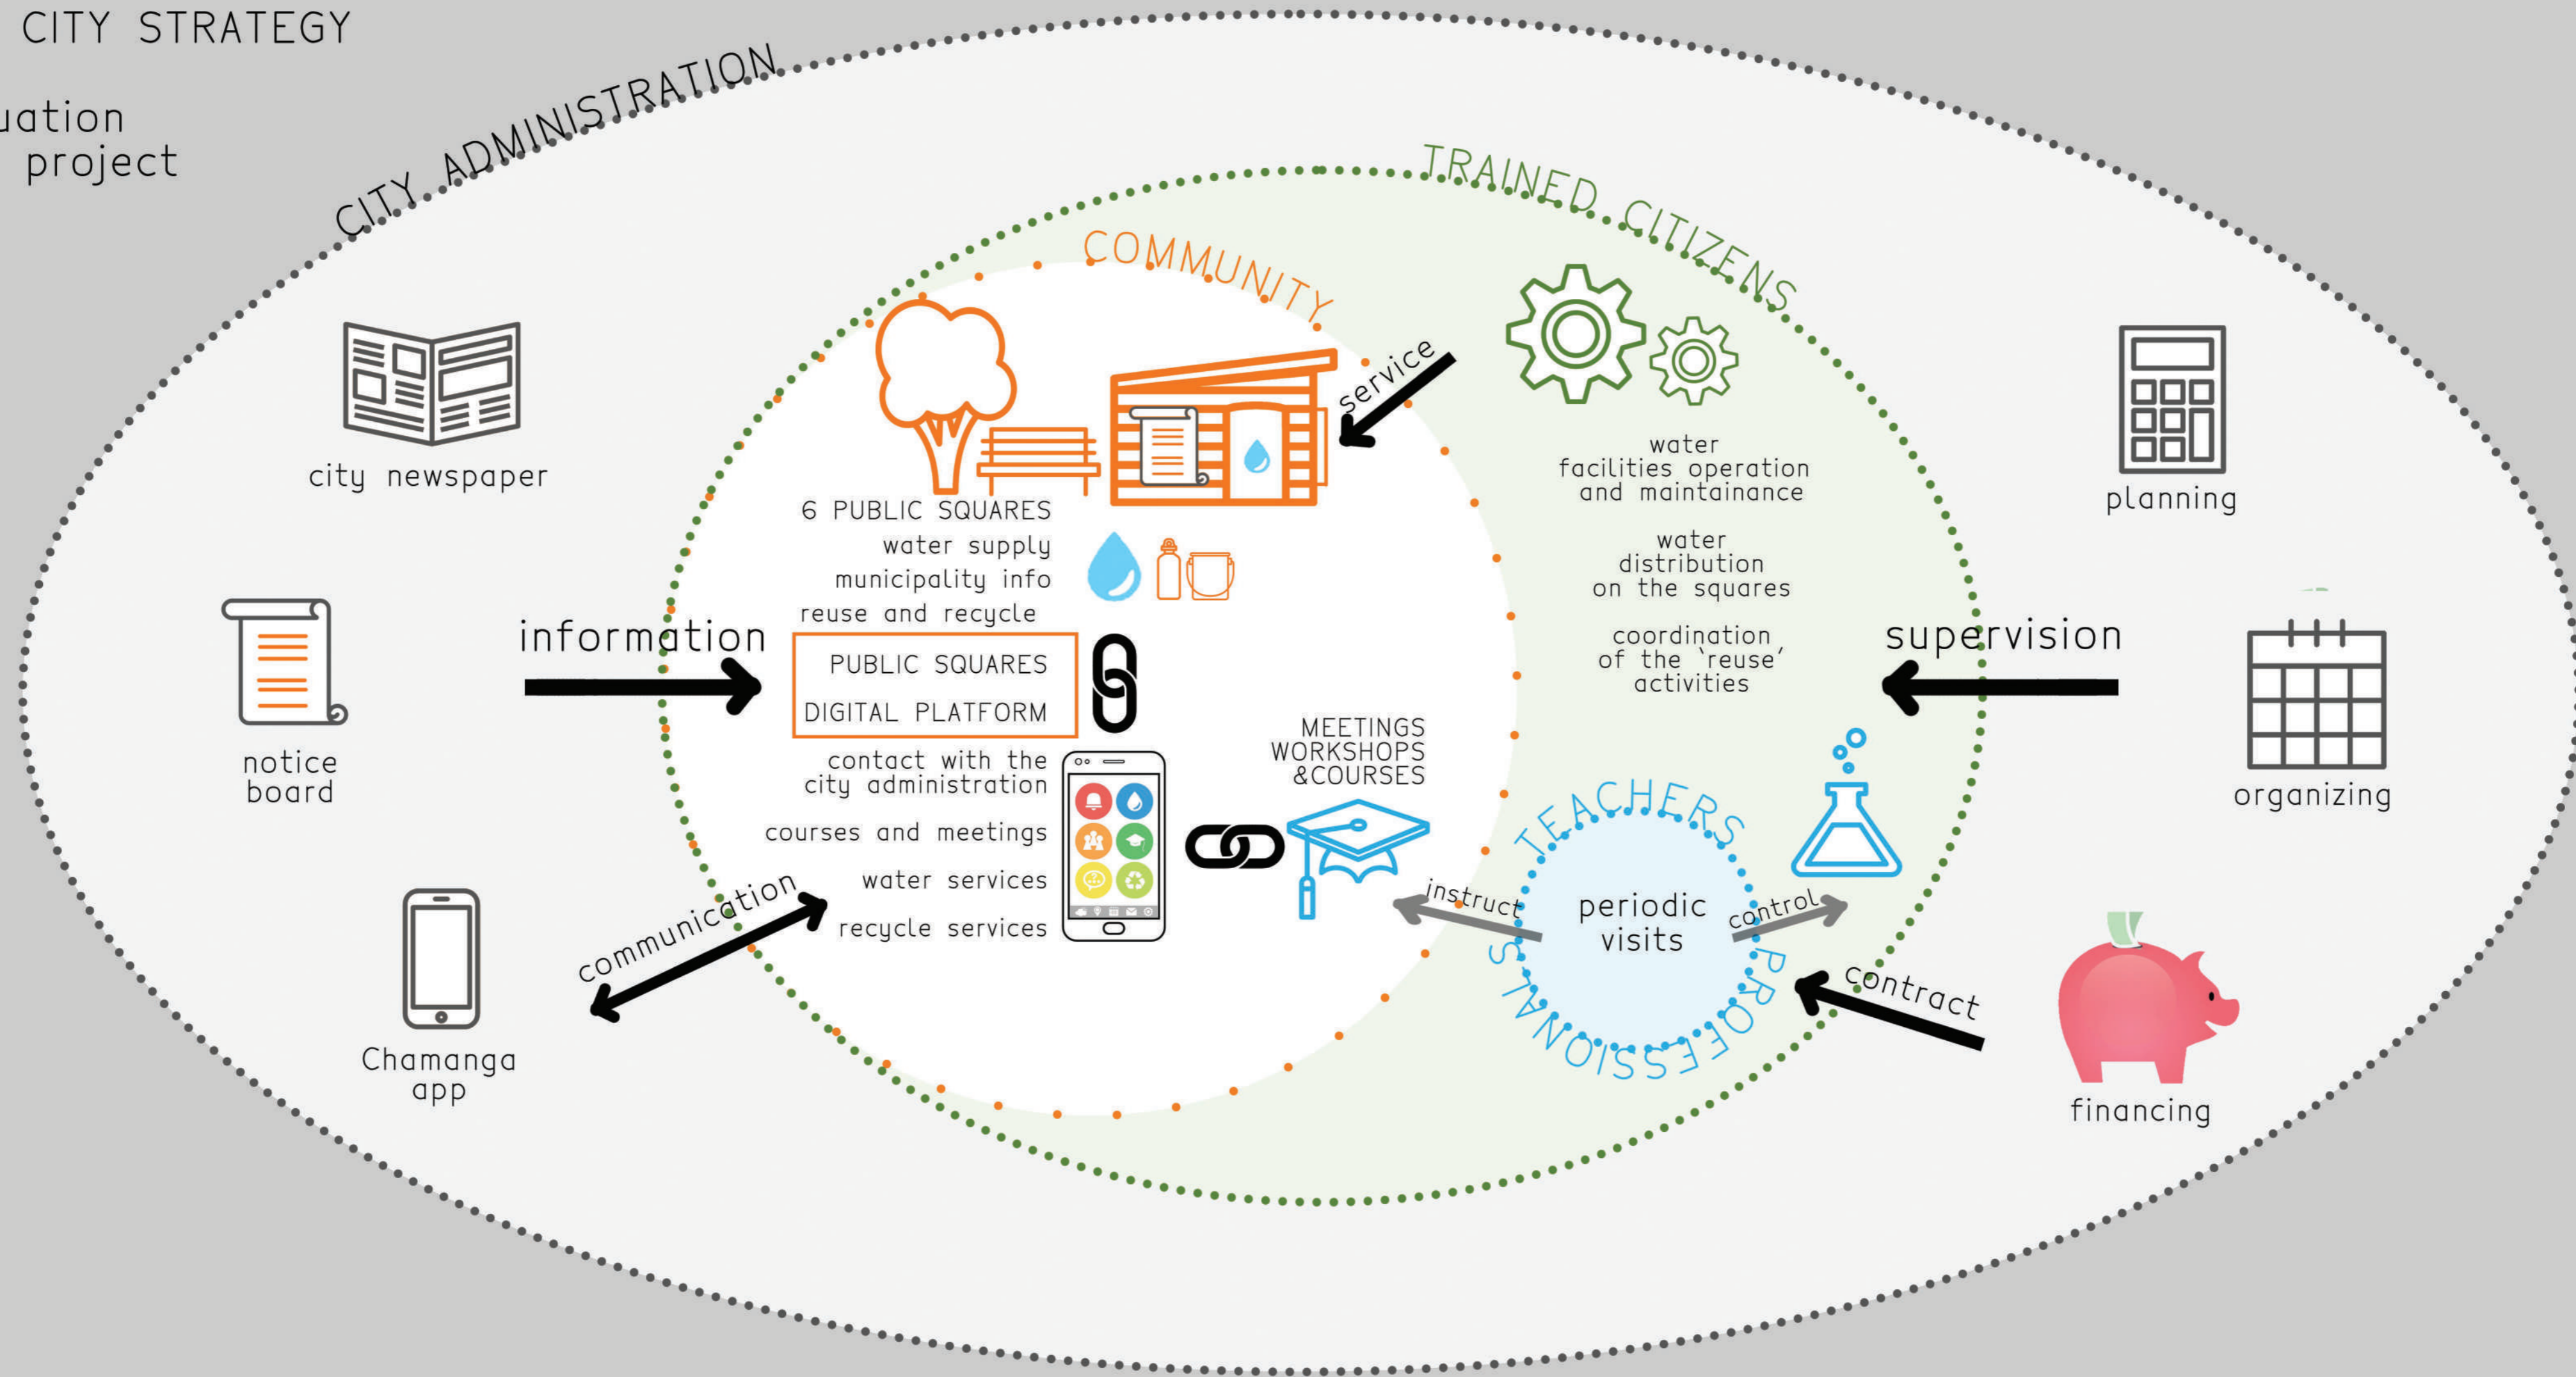 CITY STRATEGY
uation
project
CITY ADMINISTRATION
TRAINED CITIZENS
COMMUNITY
city newspaper
notice
board
Chamanga
app
information
communication
service
6 PUBLIC SQUARES
water supply
municipality info
reuse and recycle
PUBLIC SQUARES
DIGITAL PLATFORM
contact with the
city administration
courses and meetings
water services
recycle services
MEETINGS
WORKSHOPS
&COURSES
water
facilities operation
and maintainance
water
distribution
on the squares
coordination
of the 'reuse'
activities
TEACHERS
PROFESSIONALS
periodic
visits
instruct
control
supervision
contract
planning
organizing
financing